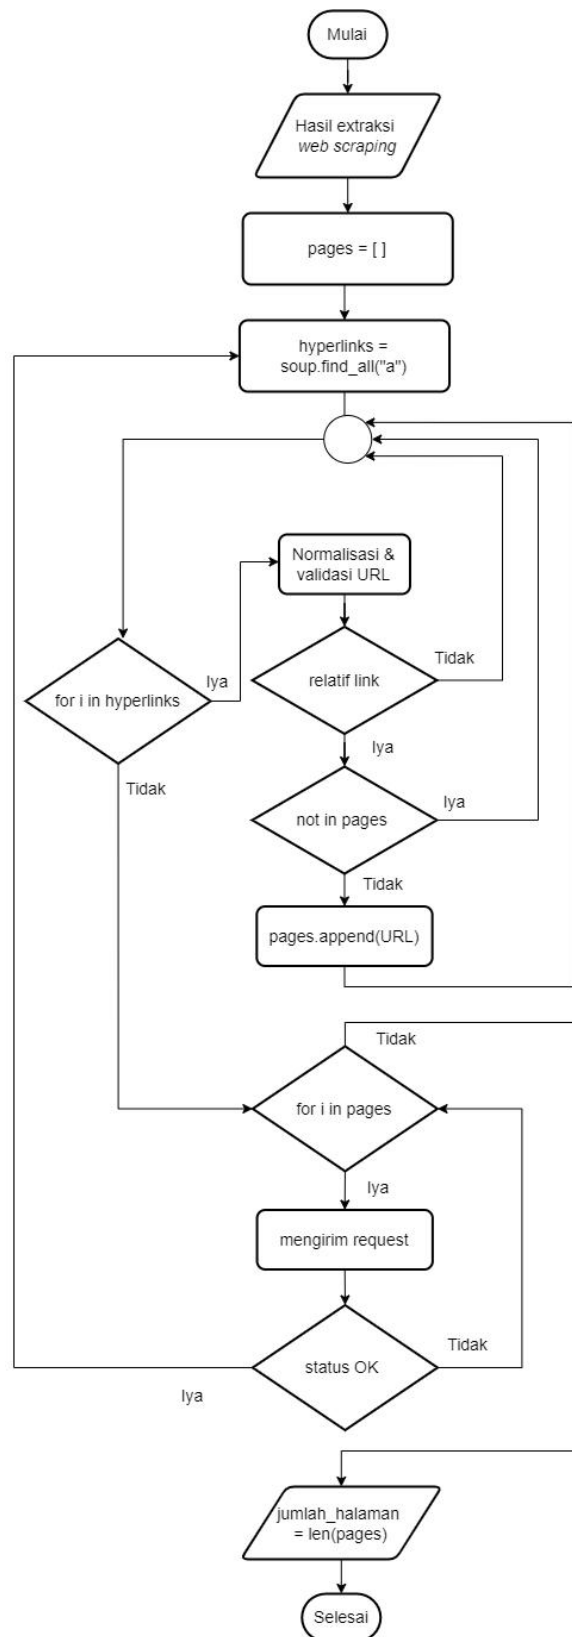 Mulai
Hasil extraksi
web scraping
pages = [ ]
hyperlinks =
soup.find_all("a")
Normalisasi &
validasi URL
Tidak
relatif link
Iya
for i in hyperlinks
Iya
Tidak
Iya
not in pages
Tidak
pages.append(URL)
Tidak
for i in pages
Iya
mengirim request
Tidak
status OK
Iya
jumlah_halaman
= len(pages)
Selesai